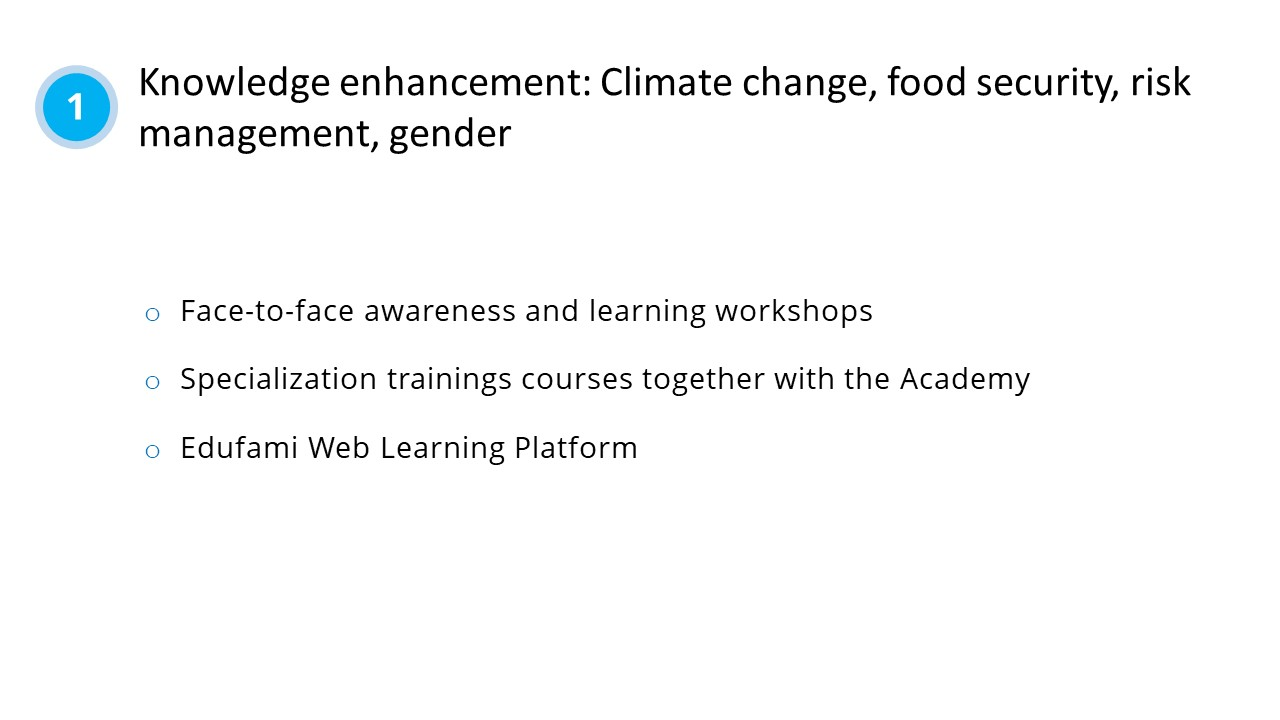 1
Knowledge enhancement: Climate change, food security, risk
management, gender
o Face-to-face awareness and learning workshops
o Specialization trainings courses together with the Academy
o Edufami Web Learning Platform